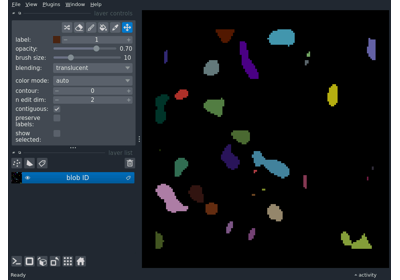 File View Plugins Window Help
layer controls
label: 1
opacity: 0.70
brush size: 10
blending: translucent
color mode: auto
contour: 0
n edit dim: 2
contiguous:
preserve
labels:
show
selected:
layer list
blob ID
Ready
activity